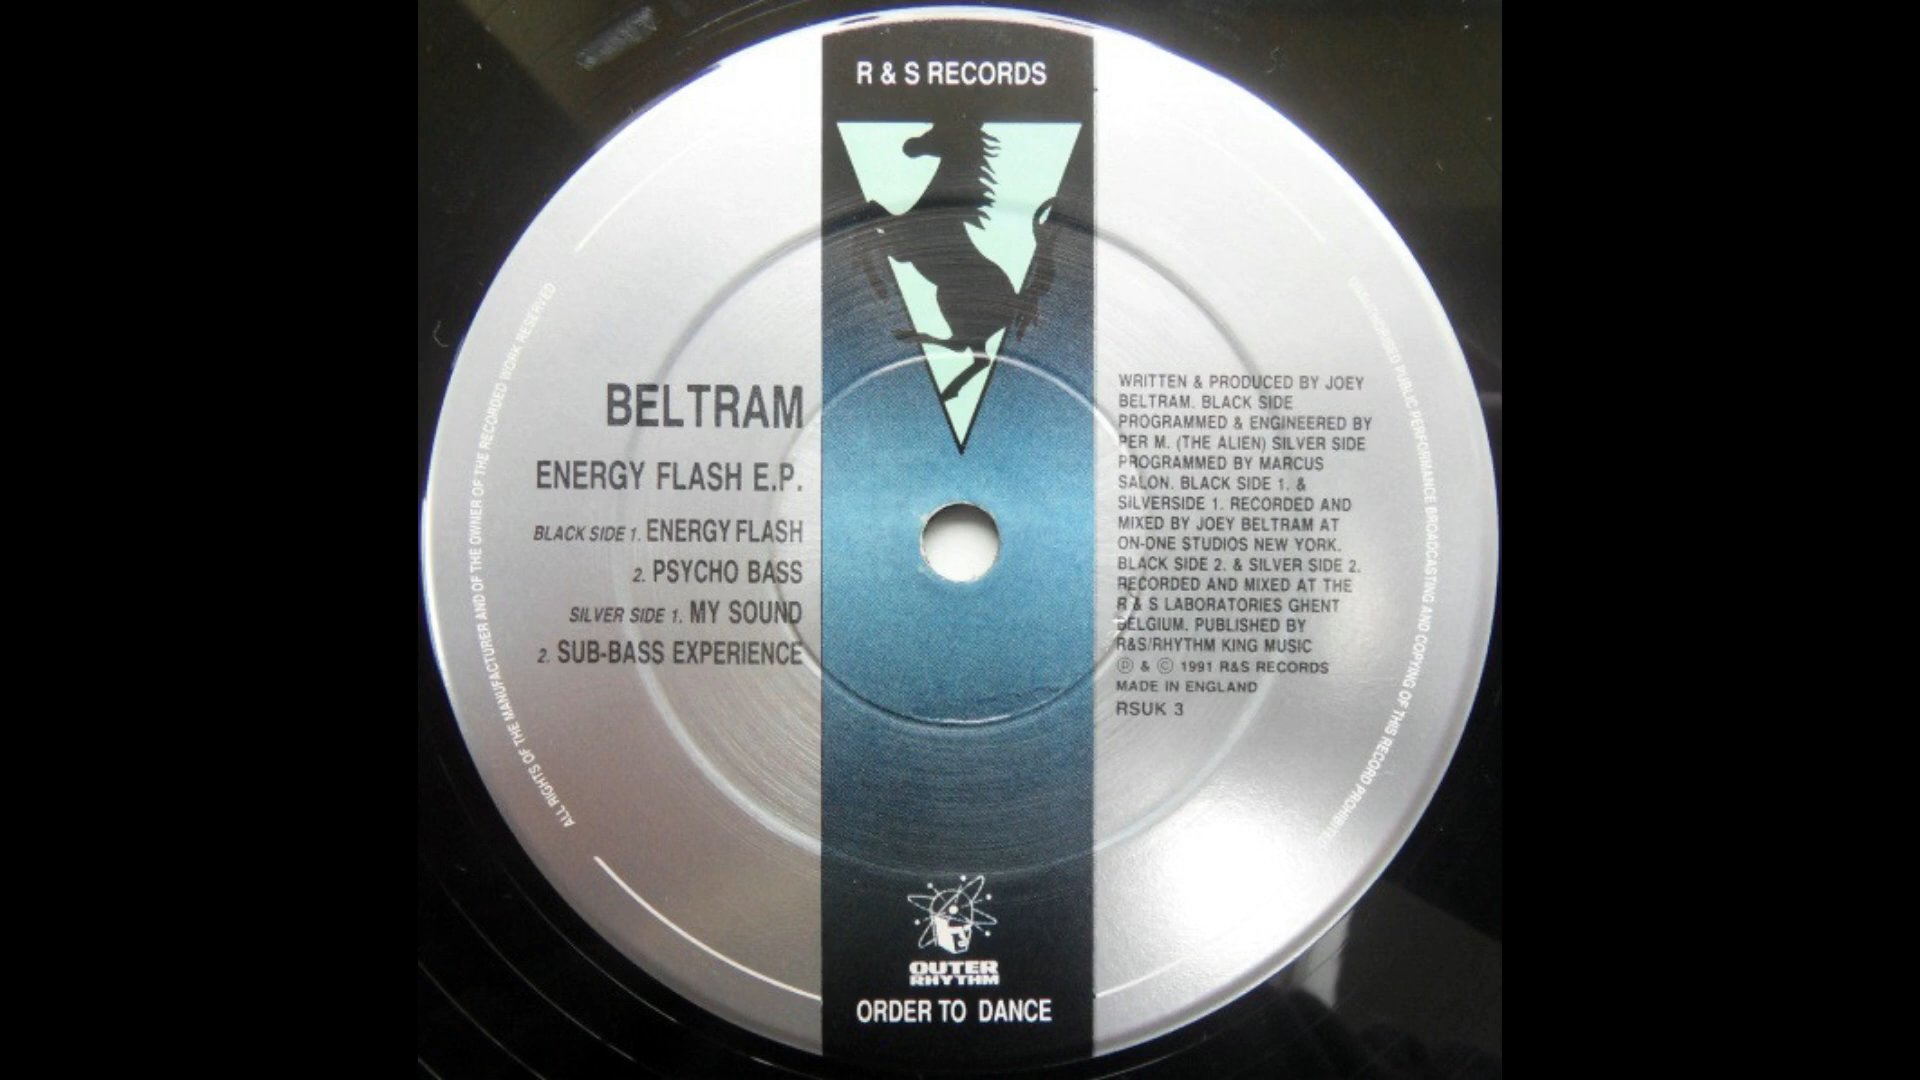 R & S RECORDS
BELTRAM
ENERGY FLASH E.P.
BLACK SIDE 1. ENERGY FLASH
2. PSYCHO BASS
SILVER SIDE 1. MY SOUND
2. SUB-BASS EXPERIENCE
WRITTEN & PRODUCED BY JOEY
BELTRAM. BLACK SIDE
PROGRAMMED & ENGINEERED BY
PER M. (THE ALIEN) SILVER SIDE
PROGRAMMED BY MARCUS
SALON. BLACK SIDE 1. &
SILVERSIDE 1. RECORDED AND
MIXED BY JOEY BELTRAM AT
ON-ONE STUDIOS NEW YORK.
BLACK SIDE 2. & SILVER SIDE 2.
RECORDED AND MIXED AT THE
R & S LABORATORIES GHENT
BELGIUM. PUBLISHED BY
R&S/RHYTHM KING MUSIC
Ⓟ & © 1991 R&S RECORDS
MADE IN ENGLAND
RSUK 3
ALL RIGHTS OF THE MANUFACTURER AND OF THE OWNER OF THE RECORDED WORK RESERVED
UNAUTHORISED PUBLIC PERFORMANCE BROADCASTING AND COPYING OF THIS RECORD PROHIBITED
OUTER
RHYTHM
ORDER TO DANCE